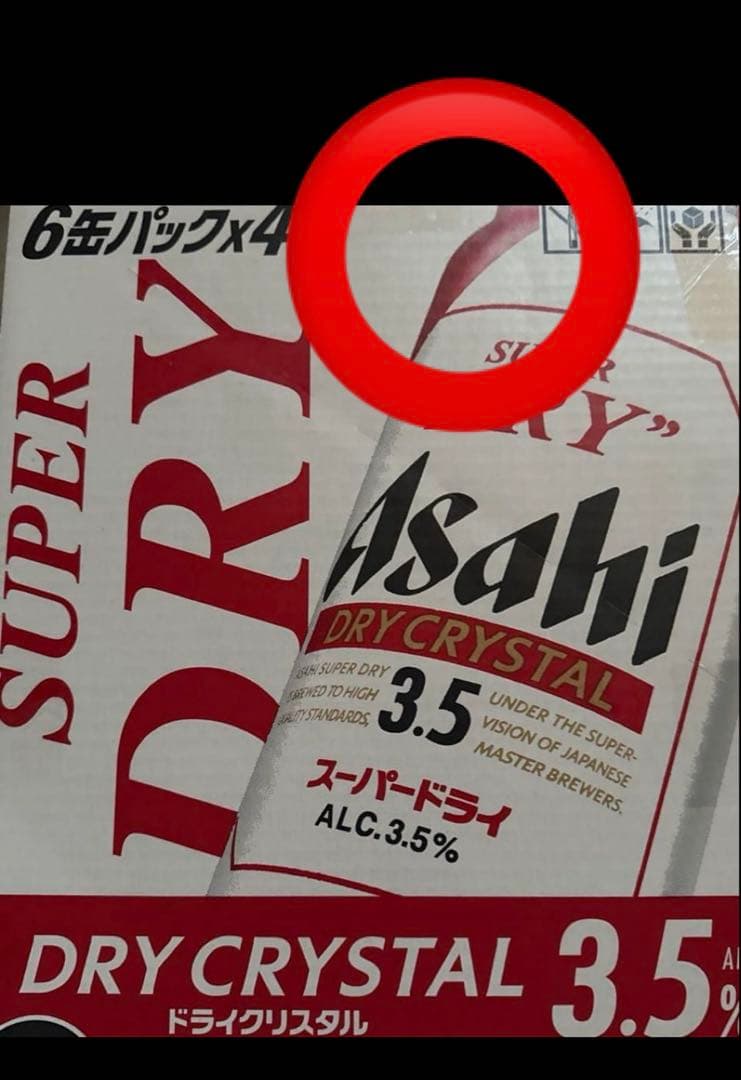 6缶パックx4
SUPER
DRY
SUPER
DRY”
Asahi
DRY CRYSTAL
ASAHI SUPER DRY
BREWED TO HIGH
QUALITY STANDARDS,
3.5
UNDER THE SUPER-
VISION OF JAPANESE
MASTER BREWERS.
スーパードライ
ALC.3.5%
DRY CRYSTAL
ドライクリスタル
3.5
%